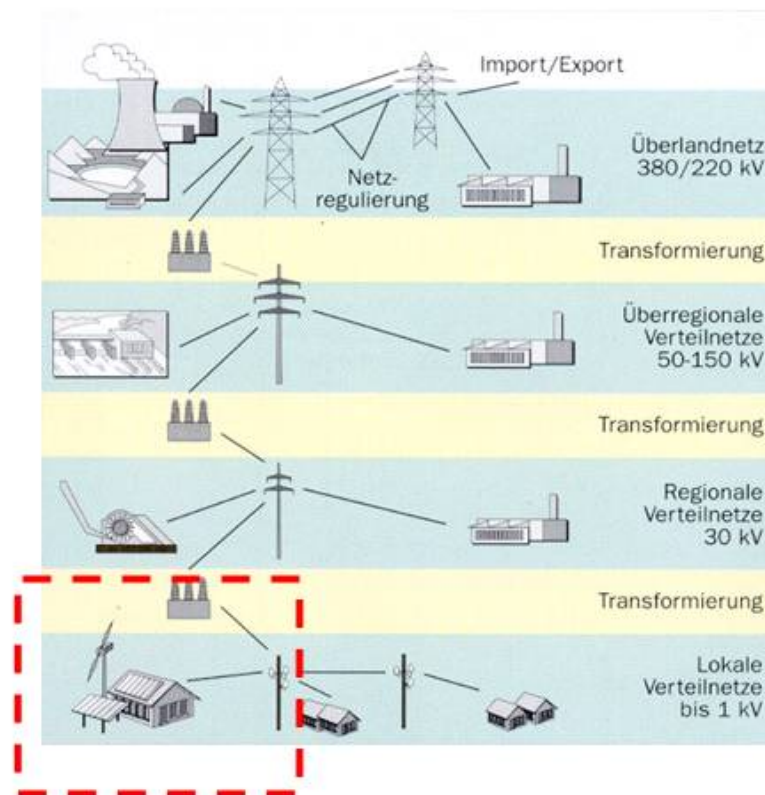 Import/Export
Überlandnetz
380/220 kV
Netz-
regulierung
Transformierung
Überregionale
Verteilnetze
50-150 kV
Transformierung
Regionale
Verteilnetze
30 kV
Transformierung
Lokale
Verteilnetze
bis 1 kV